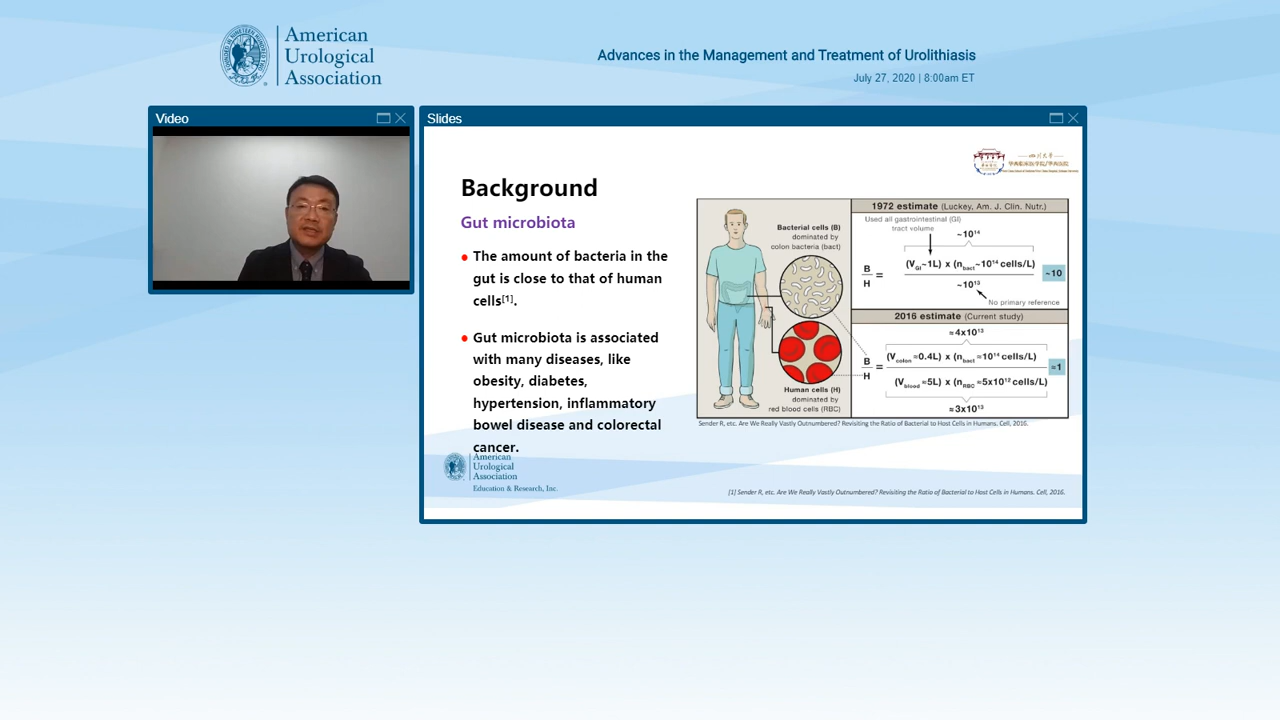 American
Urological
Association
Advances in the Management and Treatment of Urolithiasis
July 27, 2020 | 8:00am ET
Video
Slides
四川大学
Background
Gut microbiota
● The amount of bacteria in the
gut is close to that of human
cells[1].
● Gut microbiota is associated
with many diseases, like
obesity, diabetes,
hypertension, inflammatory
bowel disease and colorectal
cancer.
Bacterial cells (B)
dominated by
colon bacteria (bact)
Human cells (H)
dominated by
red blood cells (RBC)
1972 estimate (Luckey, Am. J. Clin. Nutr.)
Used all gastrointestinal (GI)
tract volume
~10¹⁴
B/H = (V_GI~1L) x (n_bact~10¹⁴ cells/L)
~10
~10¹³
No primary reference
2016 estimate (Current study)
≈4x10¹³
B/H = (V_colon≈0.4L) x (n_bact≈10¹⁴ cells/L)
≈1
(V_blood≈5L) x (n_RBC≈5x10¹² cells/L)
≈3x10¹³
Sender R, etc. Are We Really Vastly Outnumbered? Revisiting the Ratio of Bacterial to Host Cells in Humans. Cell, 2016.
American
Urological
Association
Education & Research, Inc.
[1] Sender R, etc. Are We Really Vastly Outnumbered? Revisiting the Ratio of Bacterial to Host Cells in Humans. Cell, 2016.